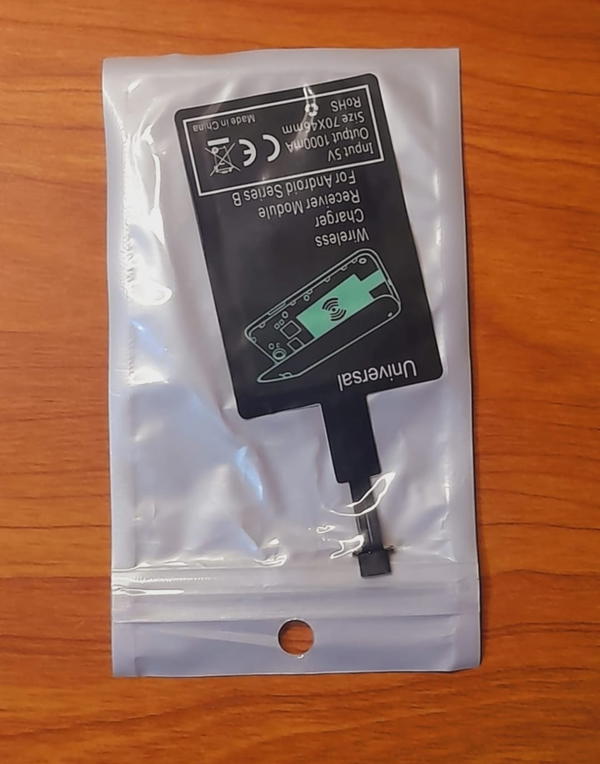 Universal
Wireless
Charger
Receiver Module
For Android Series B
Input 5V
Output 1000mA
Size 70X46mm
RoHS
CE
Made in China